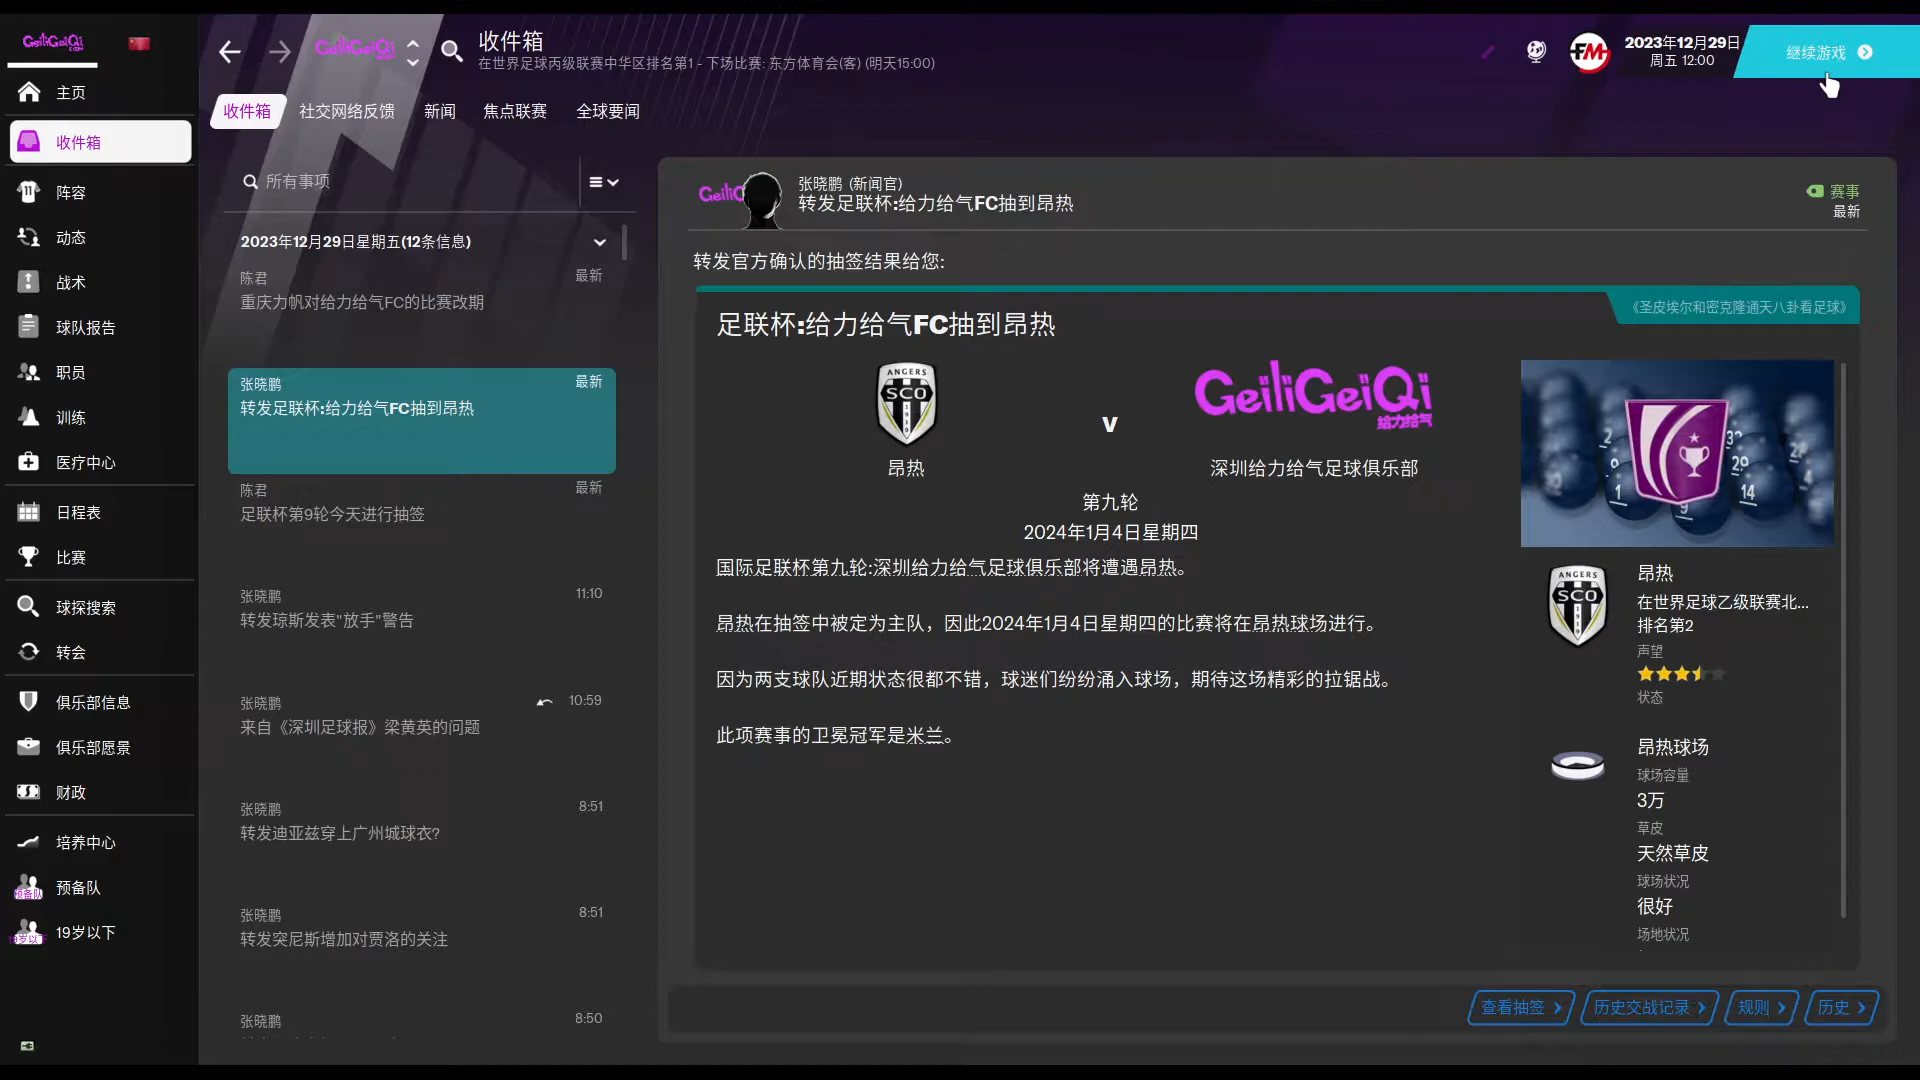 GeiliGeiQi
主页
收件箱
阵容
动态
战术
球队报告
职员
训练
医疗中心
日程表
比赛
球探搜索
转会
俱乐部信息
俱乐部愿景
财政
培养中心
预备队
预备队
19岁以下
19岁以下
GeiliGeiQi
收件箱
在世界足球丙级联赛中华区排名第1 - 下场比赛: 东方体育会(客) (明天15:00)
FM
2023年12月29日
周五 12:00
继续游戏
收件箱
社交网络反馈
新闻
焦点联赛
全球要闻
所有事项
2023年12月29日星期五(12条信息)
陈君
最新
重庆力帆对给力给气FC的比赛改期
张晓鹏
最新
转发足联杯:给力给气FC抽到昂热
陈君
最新
足联杯第9轮今天进行抽签
张晓鹏
11:10
转发琼斯发表"放手"警告
张晓鹏
10:59
来自《深圳足球报》梁黄英的问题
张晓鹏
8:51
转发迪亚兹穿上广州城球衣?
张晓鹏
8:51
转发突尼斯增加对贾洛的关注
张晓鹏
8:50
张晓鹏 (新闻官)
转发足联杯:给力给气FC抽到昂热
赛事
最新
转发官方确认的抽签结果给您:
《圣皮埃尔和密克隆通天八卦看足球》
足联杯:给力给气FC抽到昂热
ANGERS
SCO
1919
v
GeiliGeiQi
给力给气
昂热
深圳给力给气足球俱乐部
第九轮
2024年1月4日星期四
国际足联杯第九轮:深圳给力给气足球俱乐部将遭遇昂热。
昂热在抽签中被定为主队，因此2024年1月4日星期四的比赛将在昂热球场进行。
因为两支球队近期状态很都不错，球迷们纷纷涌入球场，期待这场精彩的拉锯战。
此项赛事的卫冕冠军是米兰。
ANGERS
SCO
1919
昂热
在世界足球乙级联赛北...
排名第2
声望
状态
昂热球场
球场容量
3万
草皮
天然草皮
球场状况
很好
场地状况
查看抽签
历史交战记录
规则
历史